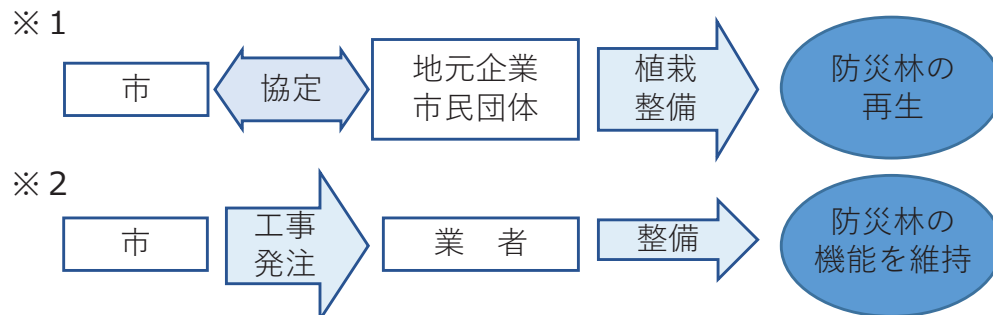 ※1
市
協定
地元企業
市民団体
植栽
整備
防災林の
再生
※2
市
工事
発注
業　者
整備
防災林の
機能を維持